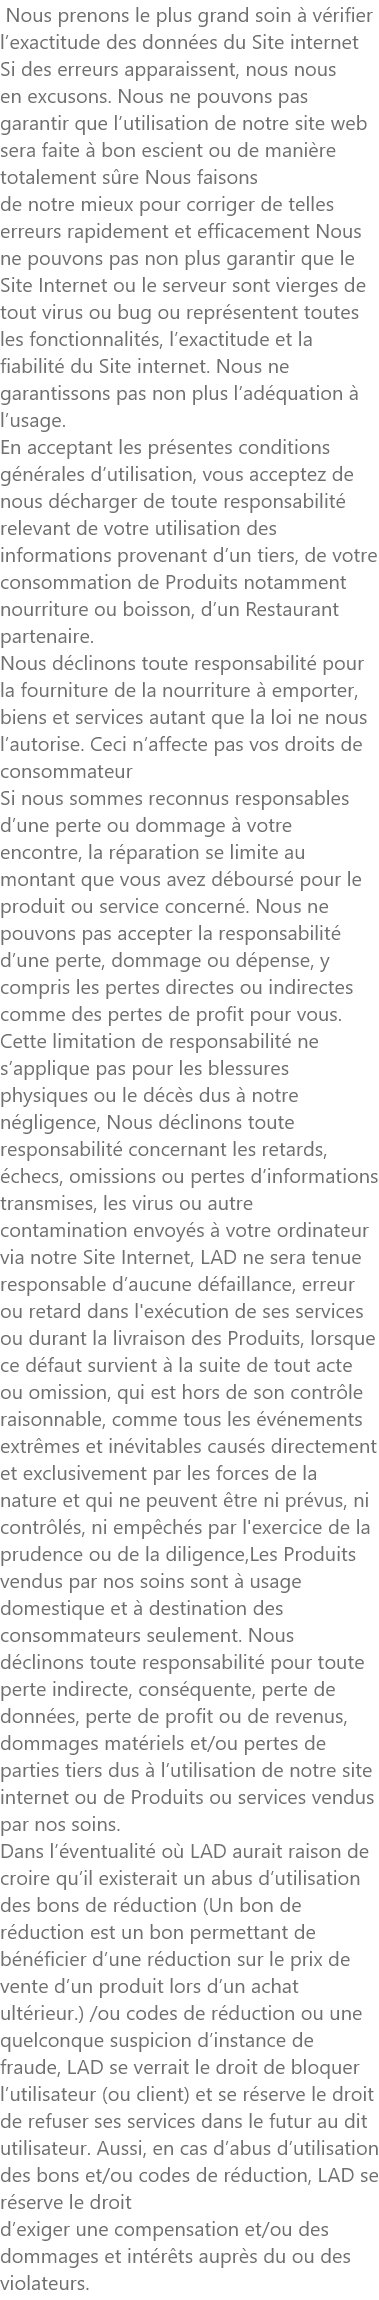 Nous prenons le plus grand soin à vérifier
l’exactitude des données du Site internet
Si des erreurs apparaissent, nous nous
en excusons. Nous ne pouvons pas
garantir que l’utilisation de notre site web
sera faite à bon escient ou de manière
totalement sûre Nous faisons
de notre mieux pour corriger de telles
erreurs rapidement et efficacement Nous
ne pouvons pas non plus garantir que le
Site Internet ou le serveur sont vierges de
tout virus ou bug ou représentent toutes
les fonctionnalités, l’exactitude et la
fiabilité du Site internet. Nous ne
garantissons pas non plus l’adéquation à
l’usage.
En acceptant les présentes conditions
générales d’utilisation, vous acceptez de
nous décharger de toute responsabilité
relevant de votre utilisation des
informations provenant d’un tiers, de votre
consommation de Produits notamment
nourriture ou boisson, d’un Restaurant
partenaire.
Nous déclinons toute responsabilité pour
la fourniture de la nourriture à emporter,
biens et services autant que la loi ne nous
l’autorise. Ceci n’affecte pas vos droits de
consommateur
Si nous sommes reconnus responsables
d’une perte ou dommage à votre
encontre, la réparation se limite au
montant que vous avez déboursé pour le
produit ou service concerné. Nous ne
pouvons pas accepter la responsabilité
d’une perte, dommage ou dépense, y
compris les pertes directes ou indirectes
comme des pertes de profit pour vous.
Cette limitation de responsabilité ne
s’applique pas pour les blessures
physiques ou le décès dus à notre
négligence, Nous déclinons toute
responsabilité concernant les retards,
échecs, omissions ou pertes d’informations
transmises, les virus ou autre
contamination envoyés à votre ordinateur
via notre Site Internet, LAD ne sera tenue
responsable d’aucune défaillance, erreur
ou retard dans l'exécution de ses services
ou durant la livraison des Produits, lorsque
ce défaut survient à la suite de tout acte
ou omission, qui est hors de son contrôle
raisonnable, comme tous les événements
extrêmes et inévitables causés directement
et exclusivement par les forces de la
nature et qui ne peuvent être ni prévus, ni
contrôlés, ni empêchés par l'exercice de la
prudence ou de la diligence,Les Produits
vendus par nos soins sont à usage
domestique et à destination des
consommateurs seulement. Nous
déclinons toute responsabilité pour toute
perte indirecte, conséquente, perte de
données, perte de profit ou de revenus,
dommages matériels et/ou pertes de
parties tiers dus à l’utilisation de notre site
internet ou de Produits ou services vendus
par nos soins.
Dans l’éventualité où LAD aurait raison de
croire qu’il existerait un abus d’utilisation
des bons de réduction (Un bon de
réduction est un bon permettant de
bénéficier d’une réduction sur le prix de
vente d’un produit lors d’un achat
ultérieur.) /ou codes de réduction ou une
quelconque suspicion d’instance de
fraude, LAD se verrait le droit de bloquer
l’utilisateur (ou client) et se réserve le droit
de refuser ses services dans le futur au dit
utilisateur. Aussi, en cas d’abus d’utilisation
des bons et/ou codes de réduction, LAD se
réserve le droit
d’exiger une compensation et/ou des
dommages et intérêts auprès du ou des
violateurs.